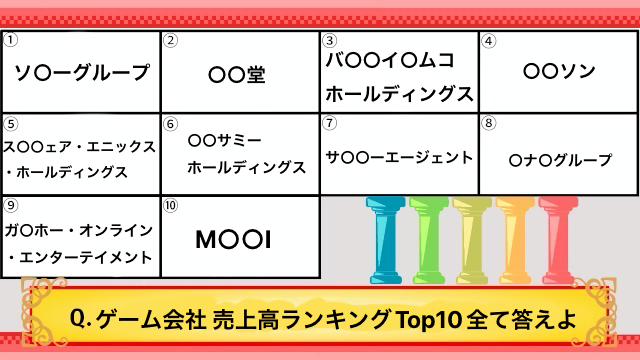 ①
ソ〇ーグループ
②
〇〇堂
③
バ〇〇イ〇ムコ
ホールディングス
④
〇〇ソン
⑤
ス〇〇ェア・エニックス
・ホールディングス
⑥
〇〇サミー
ホールディングス
⑦
サ〇〇ーエージェント
⑧
〇ナ〇グループ
⑨
ガ〇ホー・オンライン
・エンターテイメント
⑩
M〇〇I
Q.ゲーム会社 売上高ランキングTop10 全て答えよ